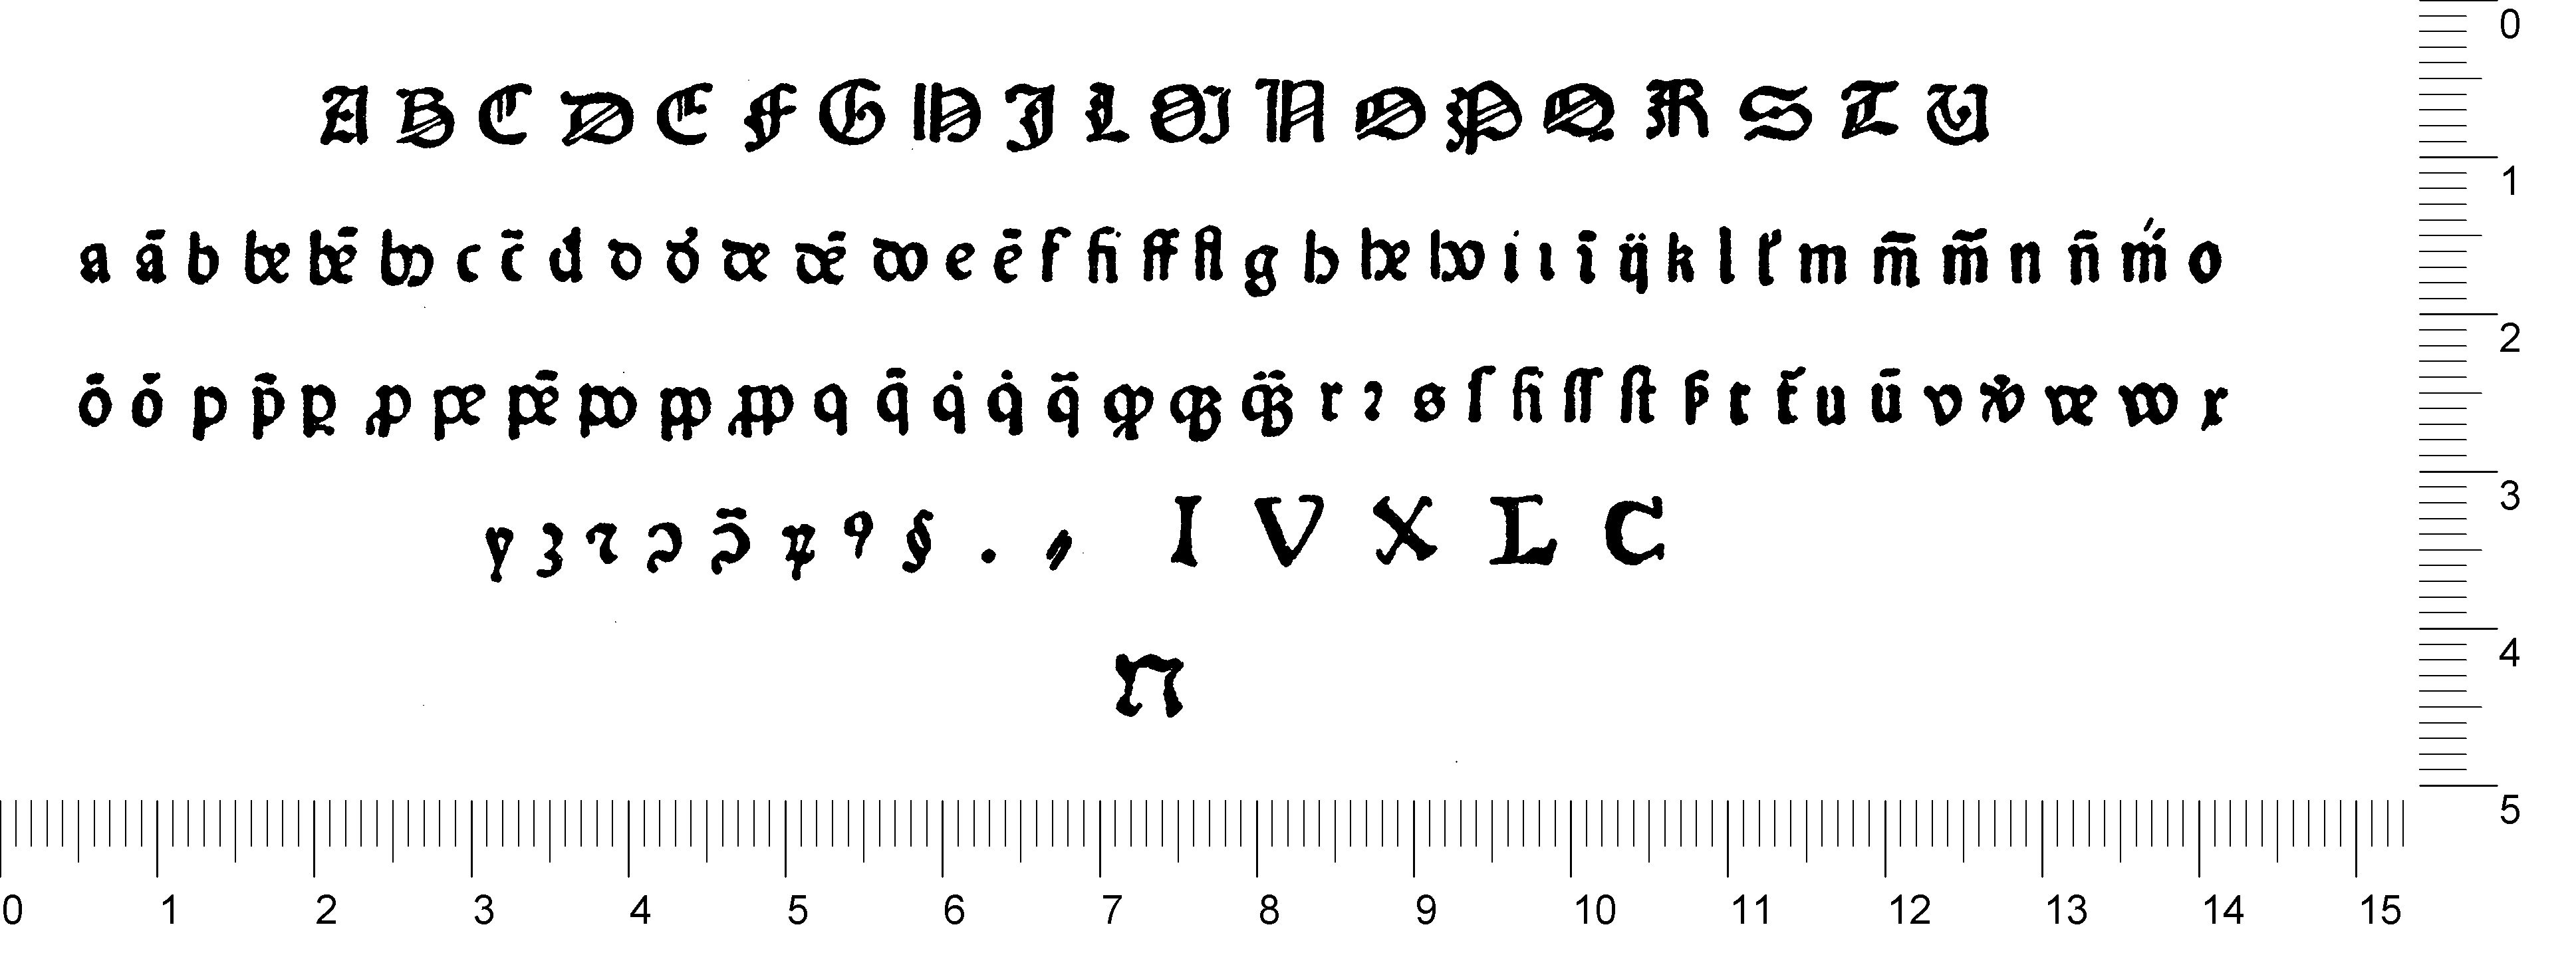 A B C D E F G H J L M N O P Q R S T U
a ā b be bē bo c c̄ d d d̕ de dē do e ē f fi ff fl g h he ho i ı ī k l m m̄ n n̄ o
ō ó p p̄ ꝑ ꝓ pe pē po pp q q̄ r ꝛ s ſ ſi ſſ ſt t u ū v ve vo x
y ʒ ꝯ § . I V X L C
0
1
2
3
4
5
0 1 2 3 4 5 6 7 8 9 10 11 12 13 14 15